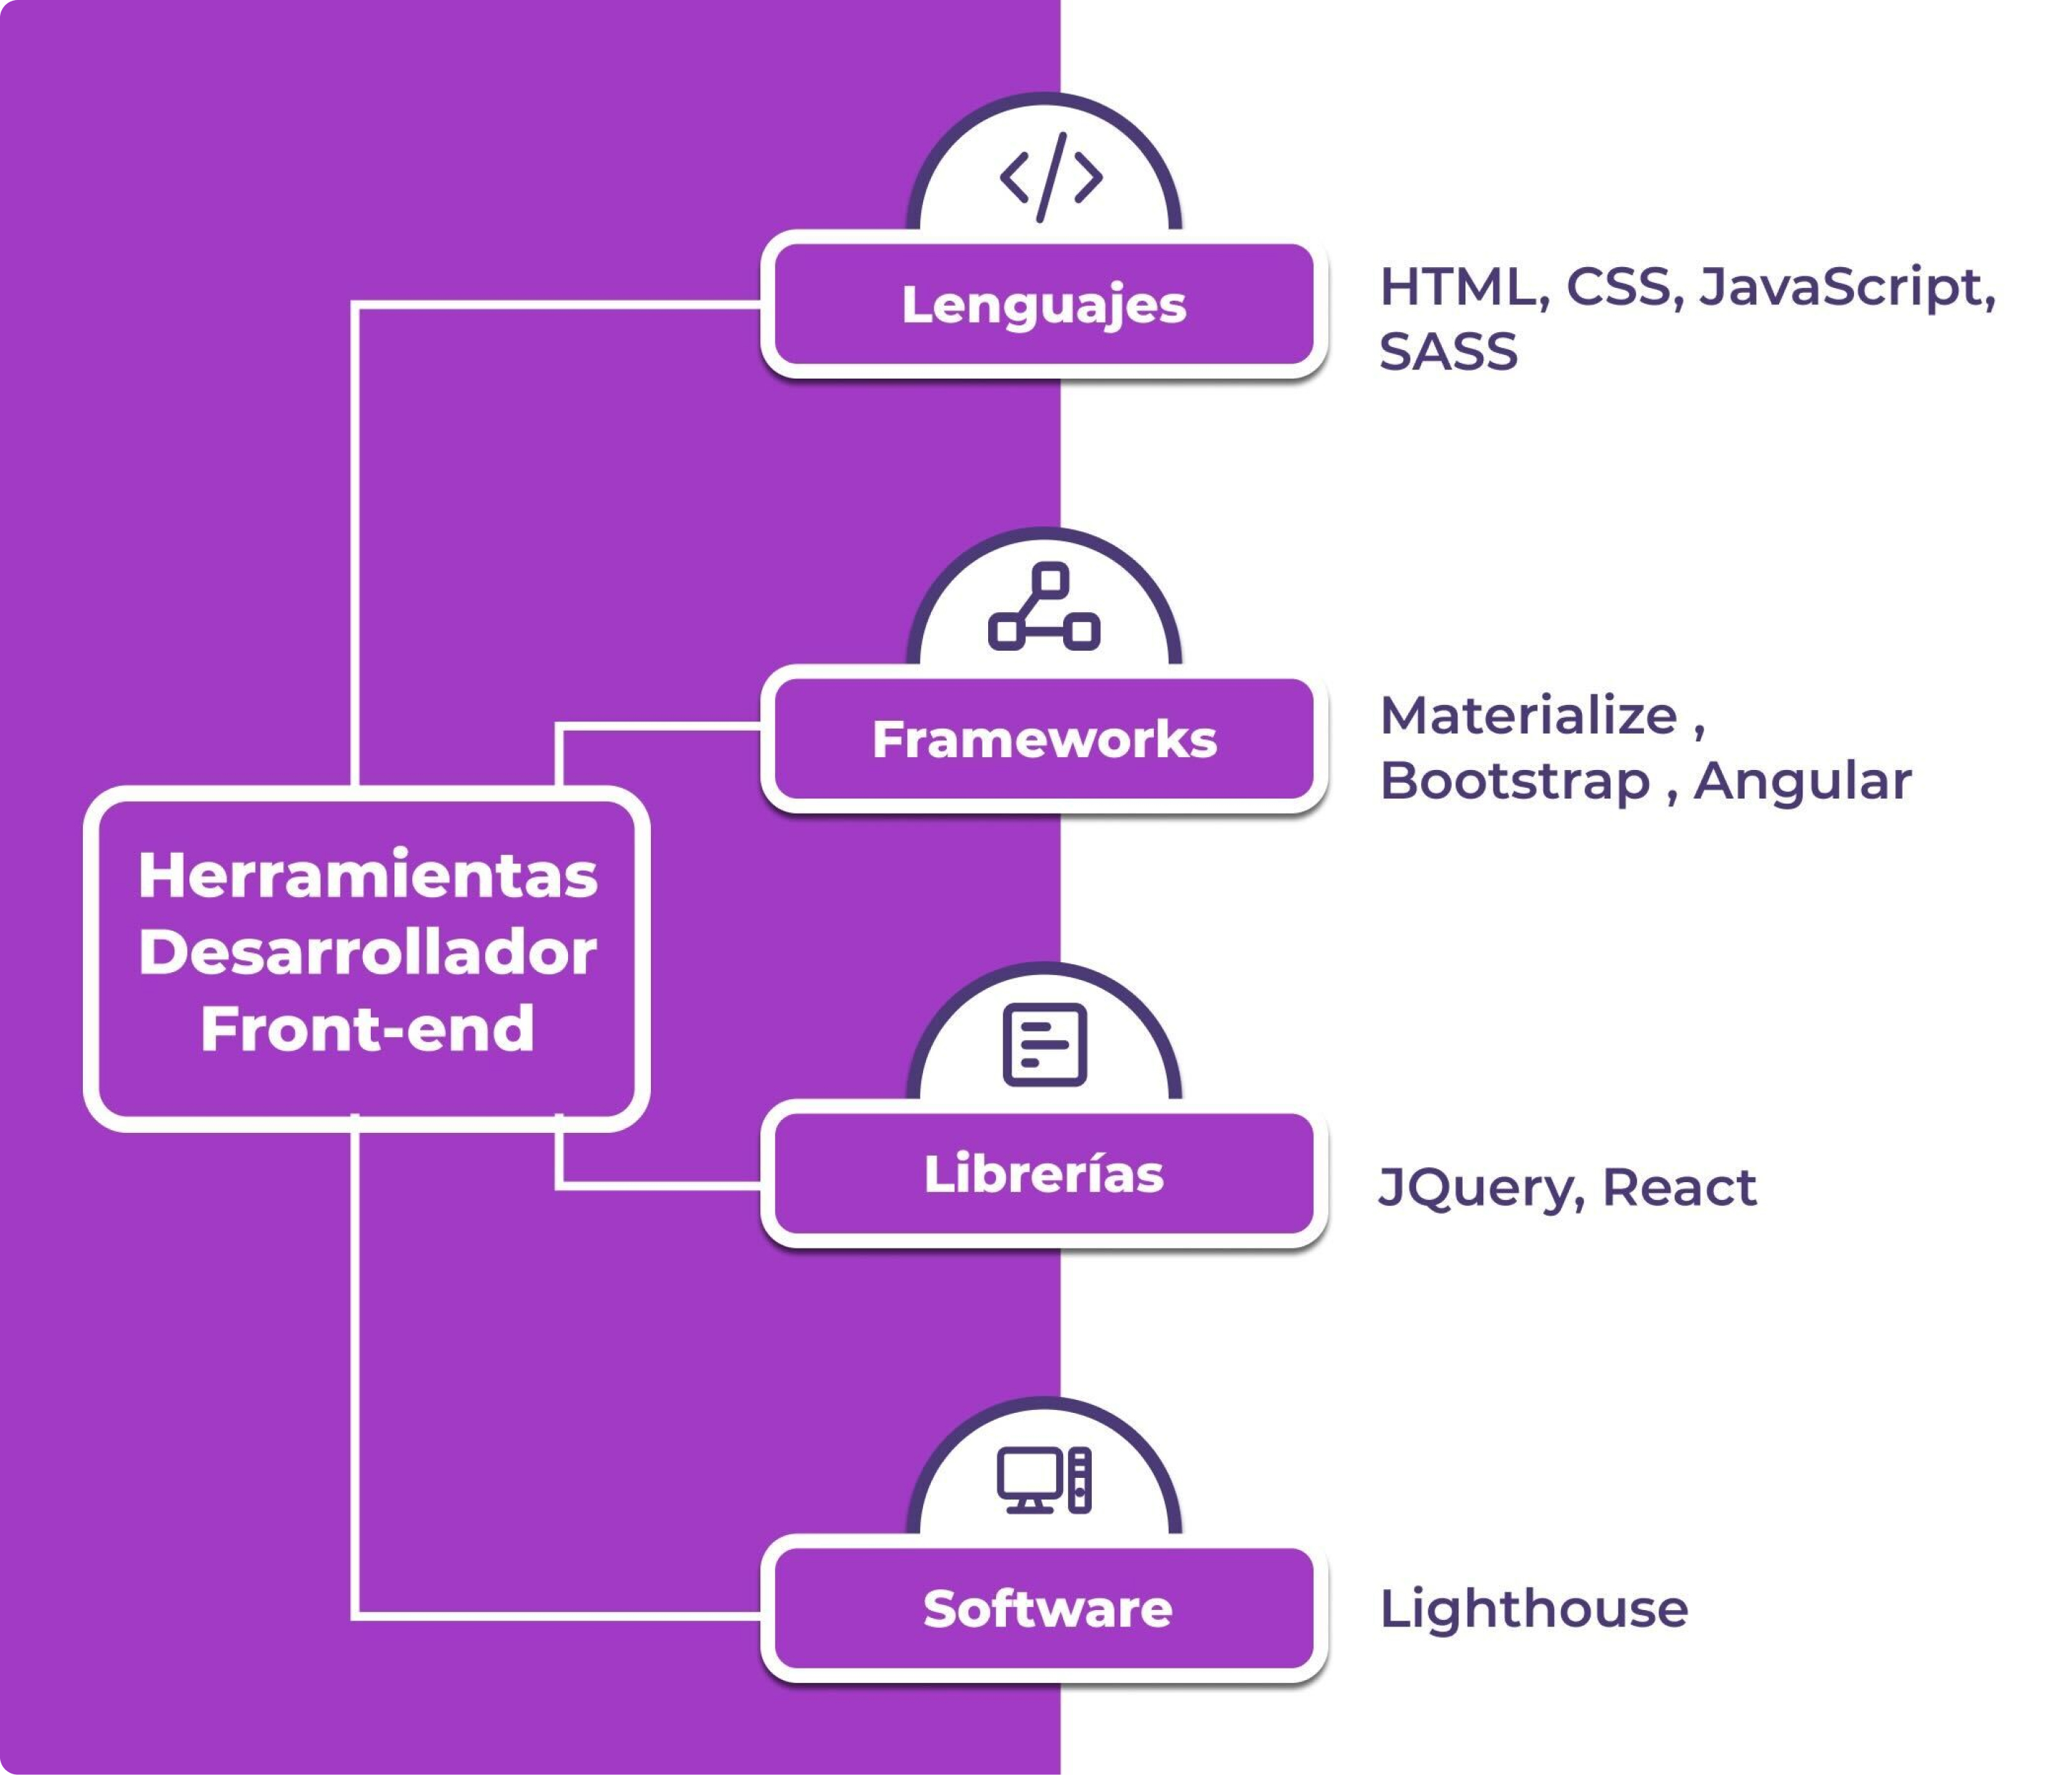 Lenguajes
HTML, CSS, JavaScript,
SASS
Frameworks
Materialize ,
Bootstrap , Angular
Herramientas
Desarrollador
Front-end
Librerías
JQuery, React
Software
Lighthouse